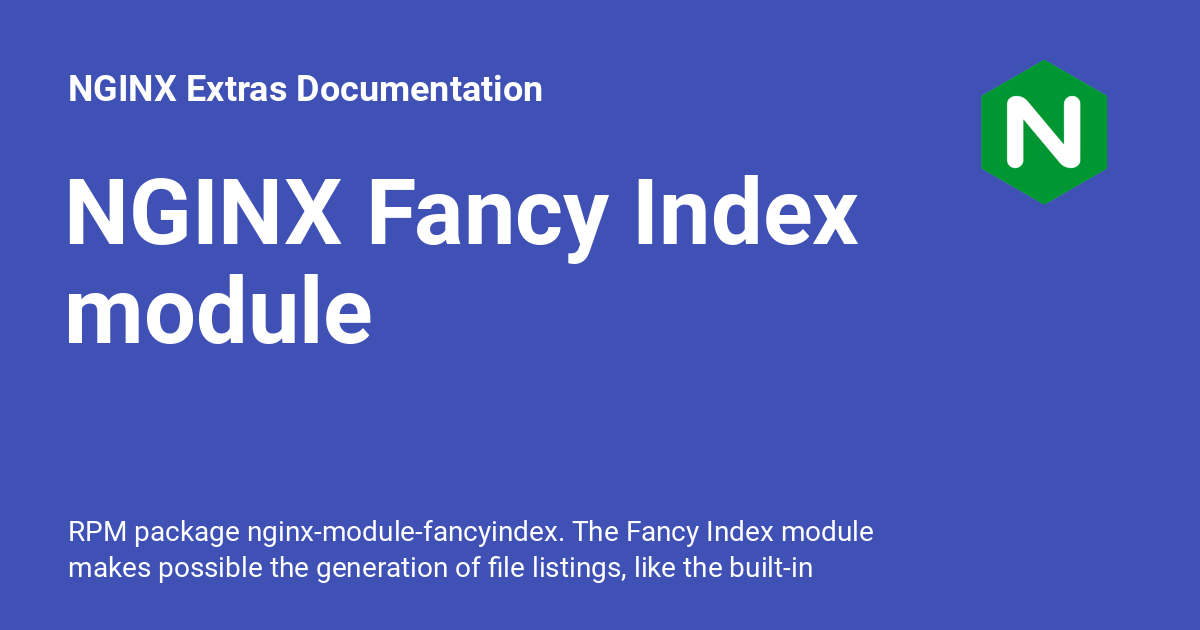 NGINX Extras Documentation
N
NGINX Fancy Index
module
RPM package nginx-module-fancyindex. The Fancy Index module
makes possible the generation of file listings, like the built-in